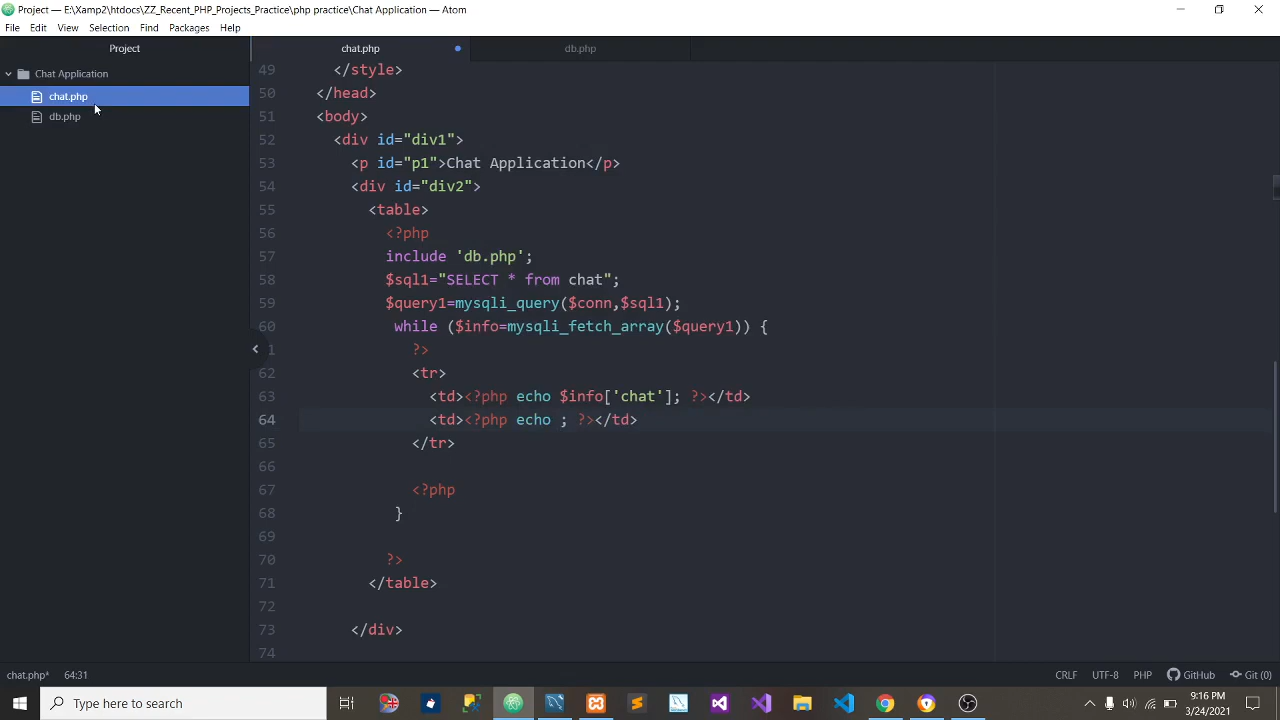 Project — E:\Xamp2\htdocs\ZZ_Recent_PHP_Projects_Practice\php practice\Chat Application — Atom
File Edit View Selection Find Packages Help
Project
chat.php
db.php
Chat Application
chat.php
db.php
49 </style>
50 </head>
51 <body>
52 <div id="div1">
53 <p id="p1">Chat Application</p>
54 <div id="div2">
55 <table>
56 <?php
57 include 'db.php';
58 $sql1="SELECT * from chat";
59 $query1=mysqli_query($conn,$sql1);
60 while ($info=mysqli_fetch_array($query1)) {
1 ?>
62 <tr>
63 <td><?php echo $info['chat']; ?></td>
64 <td><?php echo ; ?></td>
65 </tr>
66
67 <?php
68 }
69
70 ?>
71 </table>
72
73 </div>
74
chat.php* 64:31
CRLF UTF-8 PHP GitHub Git (0)
Type here to search
9:16 PM
3/24/2021